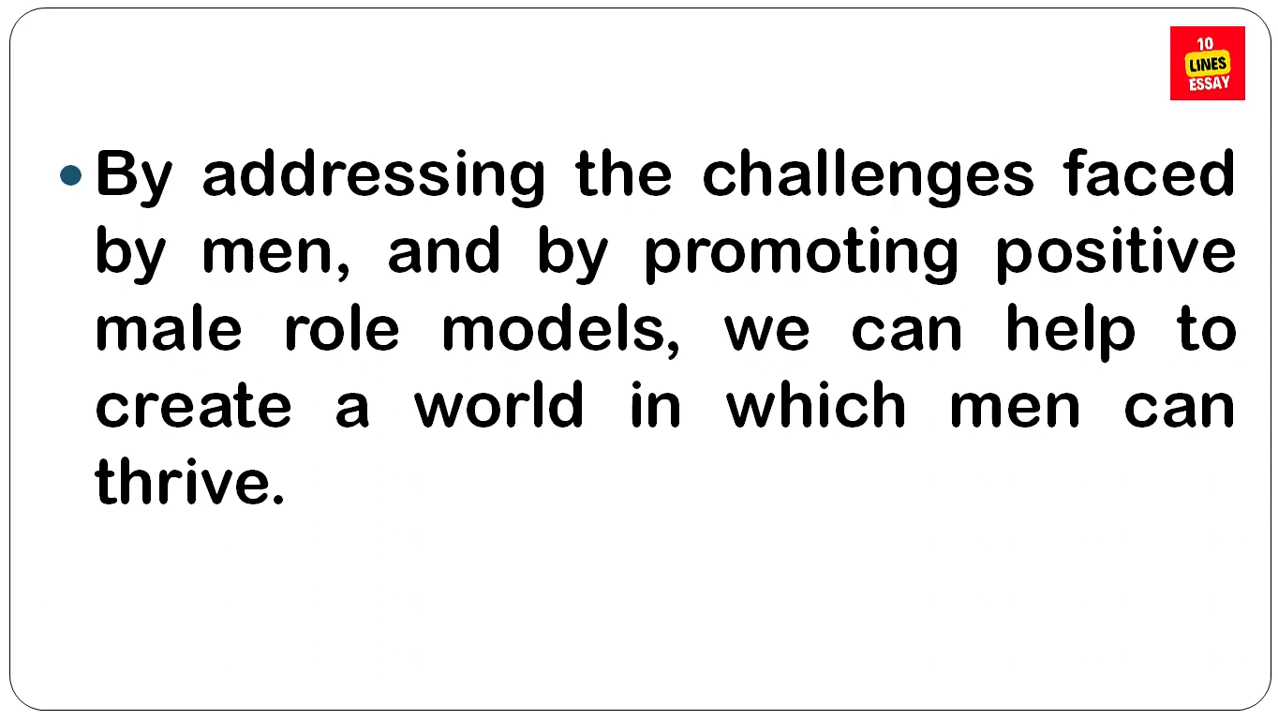 10
LINES
ESSAY
• By addressing the challenges faced
by men, and by promoting positive
male role models, we can help to
create a world in which men can
thrive.